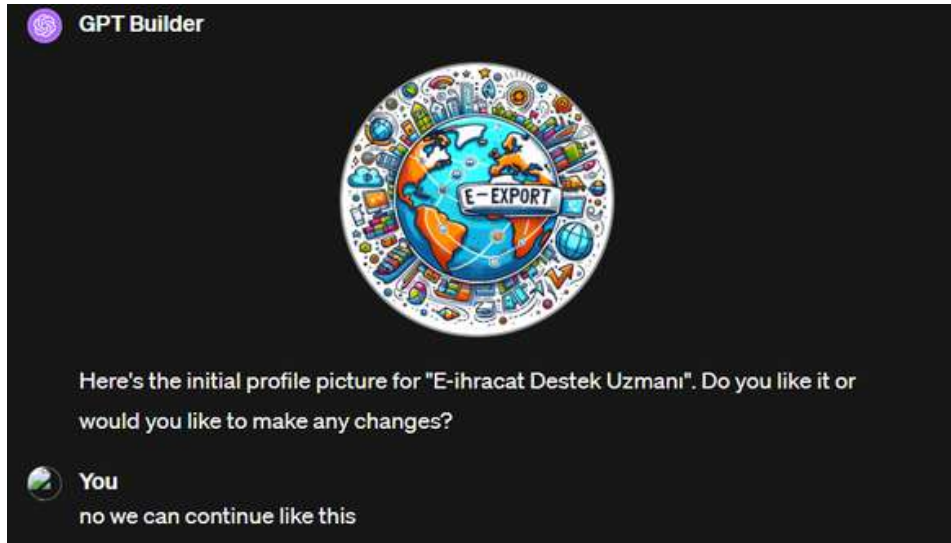 GPT Builder
E-EXPORT
Here's the initial profile picture for "E-ihracat Destek Uzmanı". Do you like it or
would you like to make any changes?
You
no we can continue like this